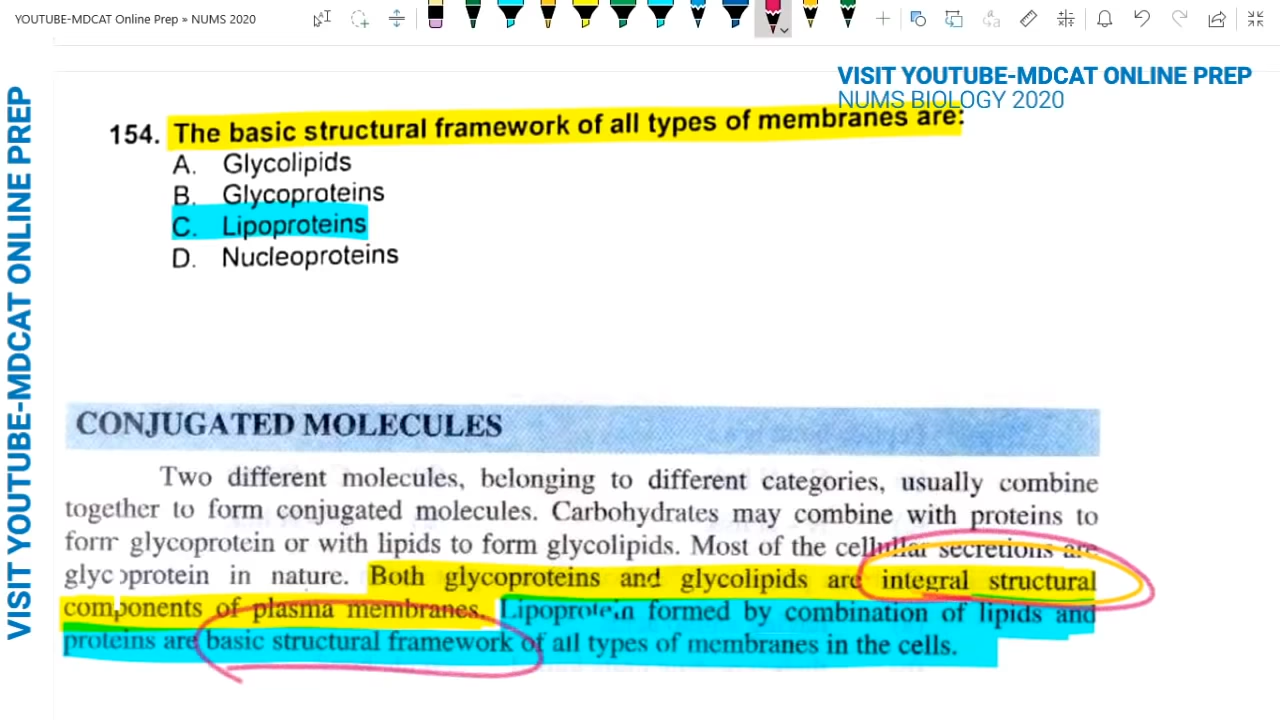 YOUTUBE-MDCAT Online Prep » NUMS 2020
VISIT YOUTUBE-MDCAT ONLINE PREP
NUMS BIOLOGY 2020
VISIT YOUTUBE-MDCAT ONLINE PREP
154. The basic structural framework of all types of membranes are:
A. Glycolipids
B. Glycoproteins
C. Lipoproteins
D. Nucleoproteins
CONJUGATED MOLECULES
Two different molecules, belonging to different categories, usually combine
together to form conjugated molecules. Carbohydrates may combine with proteins to
form glycoprotein or with lipids to form glycolipids. Most of the cellular secretions are
glycoprotein in nature. Both glycoproteins and glycolipids are integral structural
components of plasma membranes. Lipoprotein formed by combination of lipids and
proteins are basic structural framework of all types of membranes in the cells.